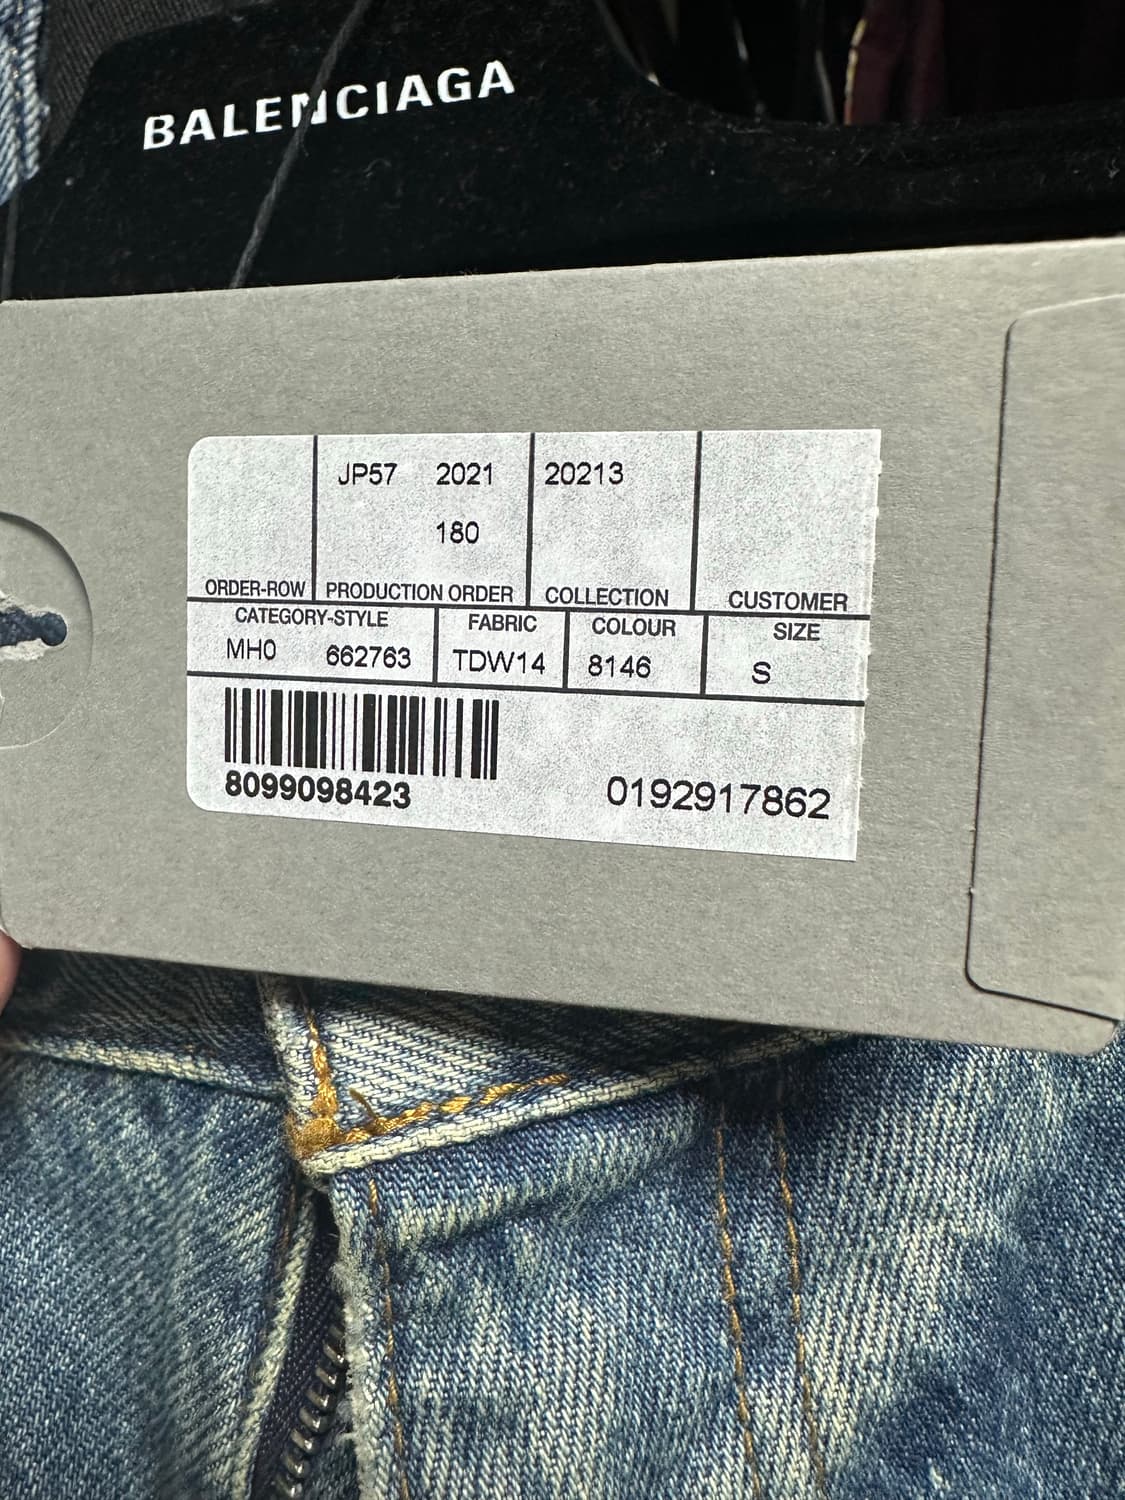 BALENCIAGA
JP57 2021 20213
180
ORDER-ROW PRODUCTION ORDER COLLECTION CUSTOMER
CATEGORY-STYLE FABRIC COLOUR SIZE
MH0 662763 TDW14 8146 S
8099098423 0192917862